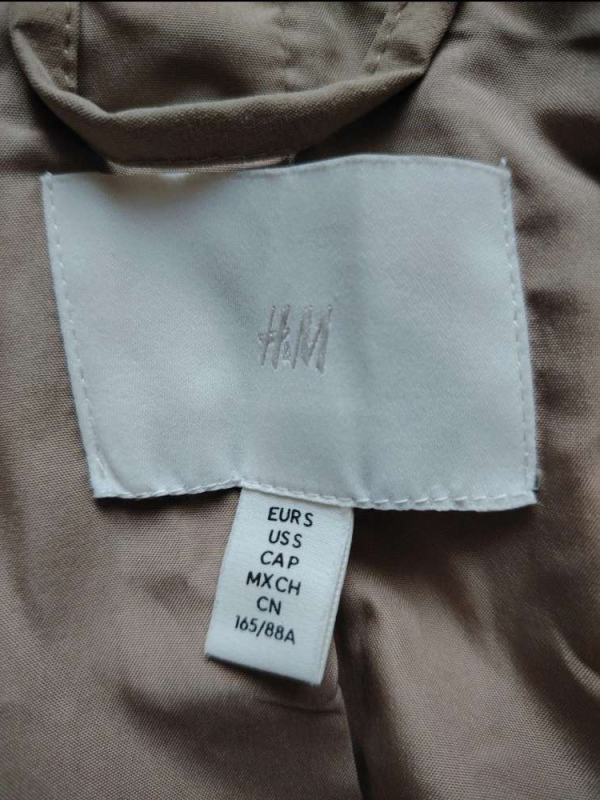 H&M
EUR S
US S
CA P
MX CH
CN
165/88A